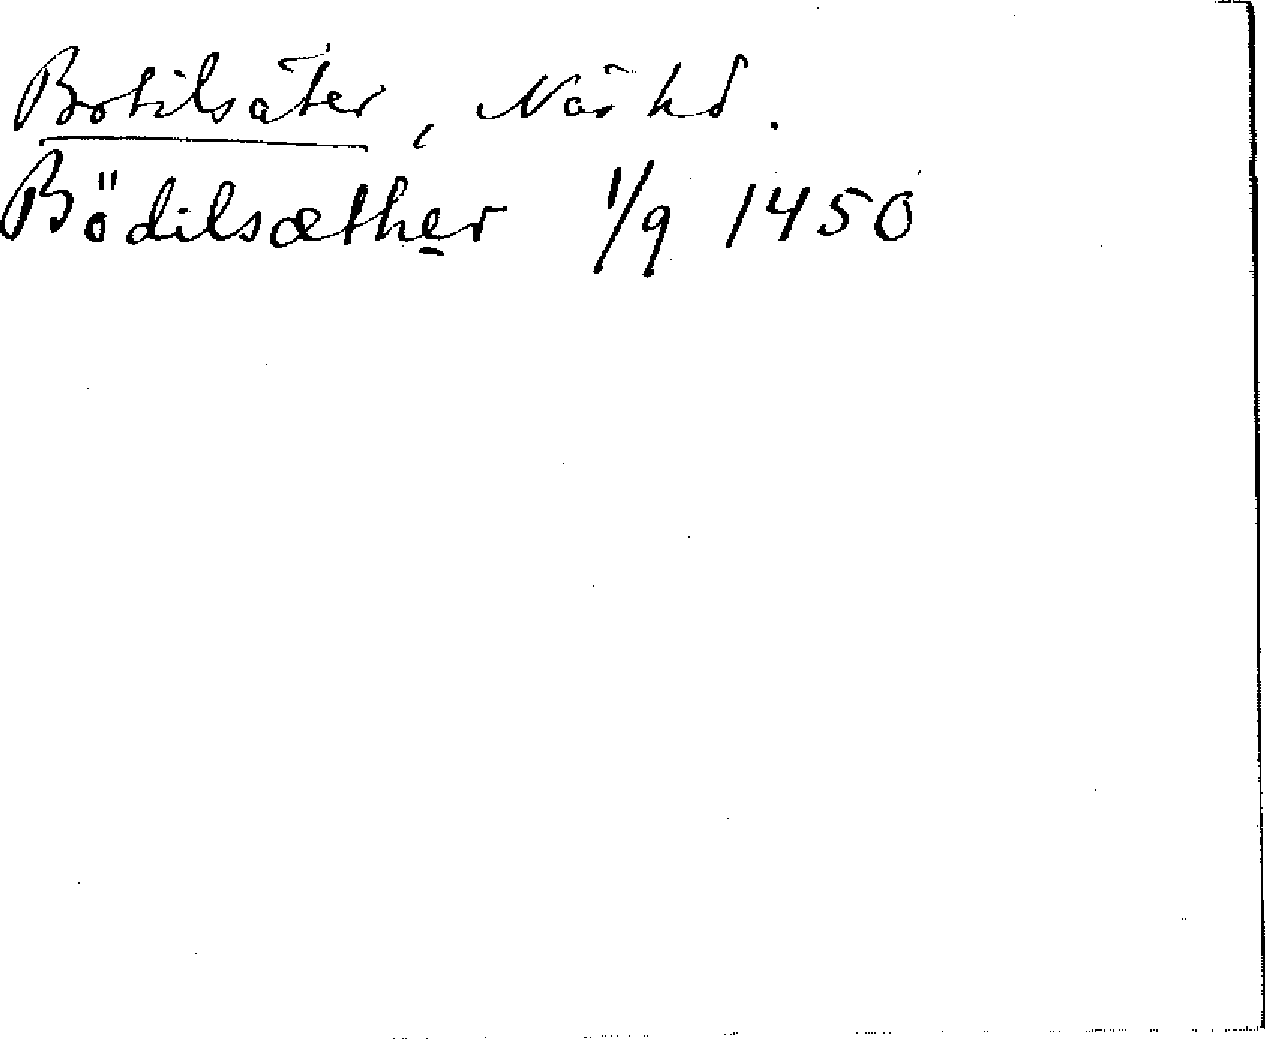 Botilsäter, Näs hd.
Bödilsæther 1/9 1450